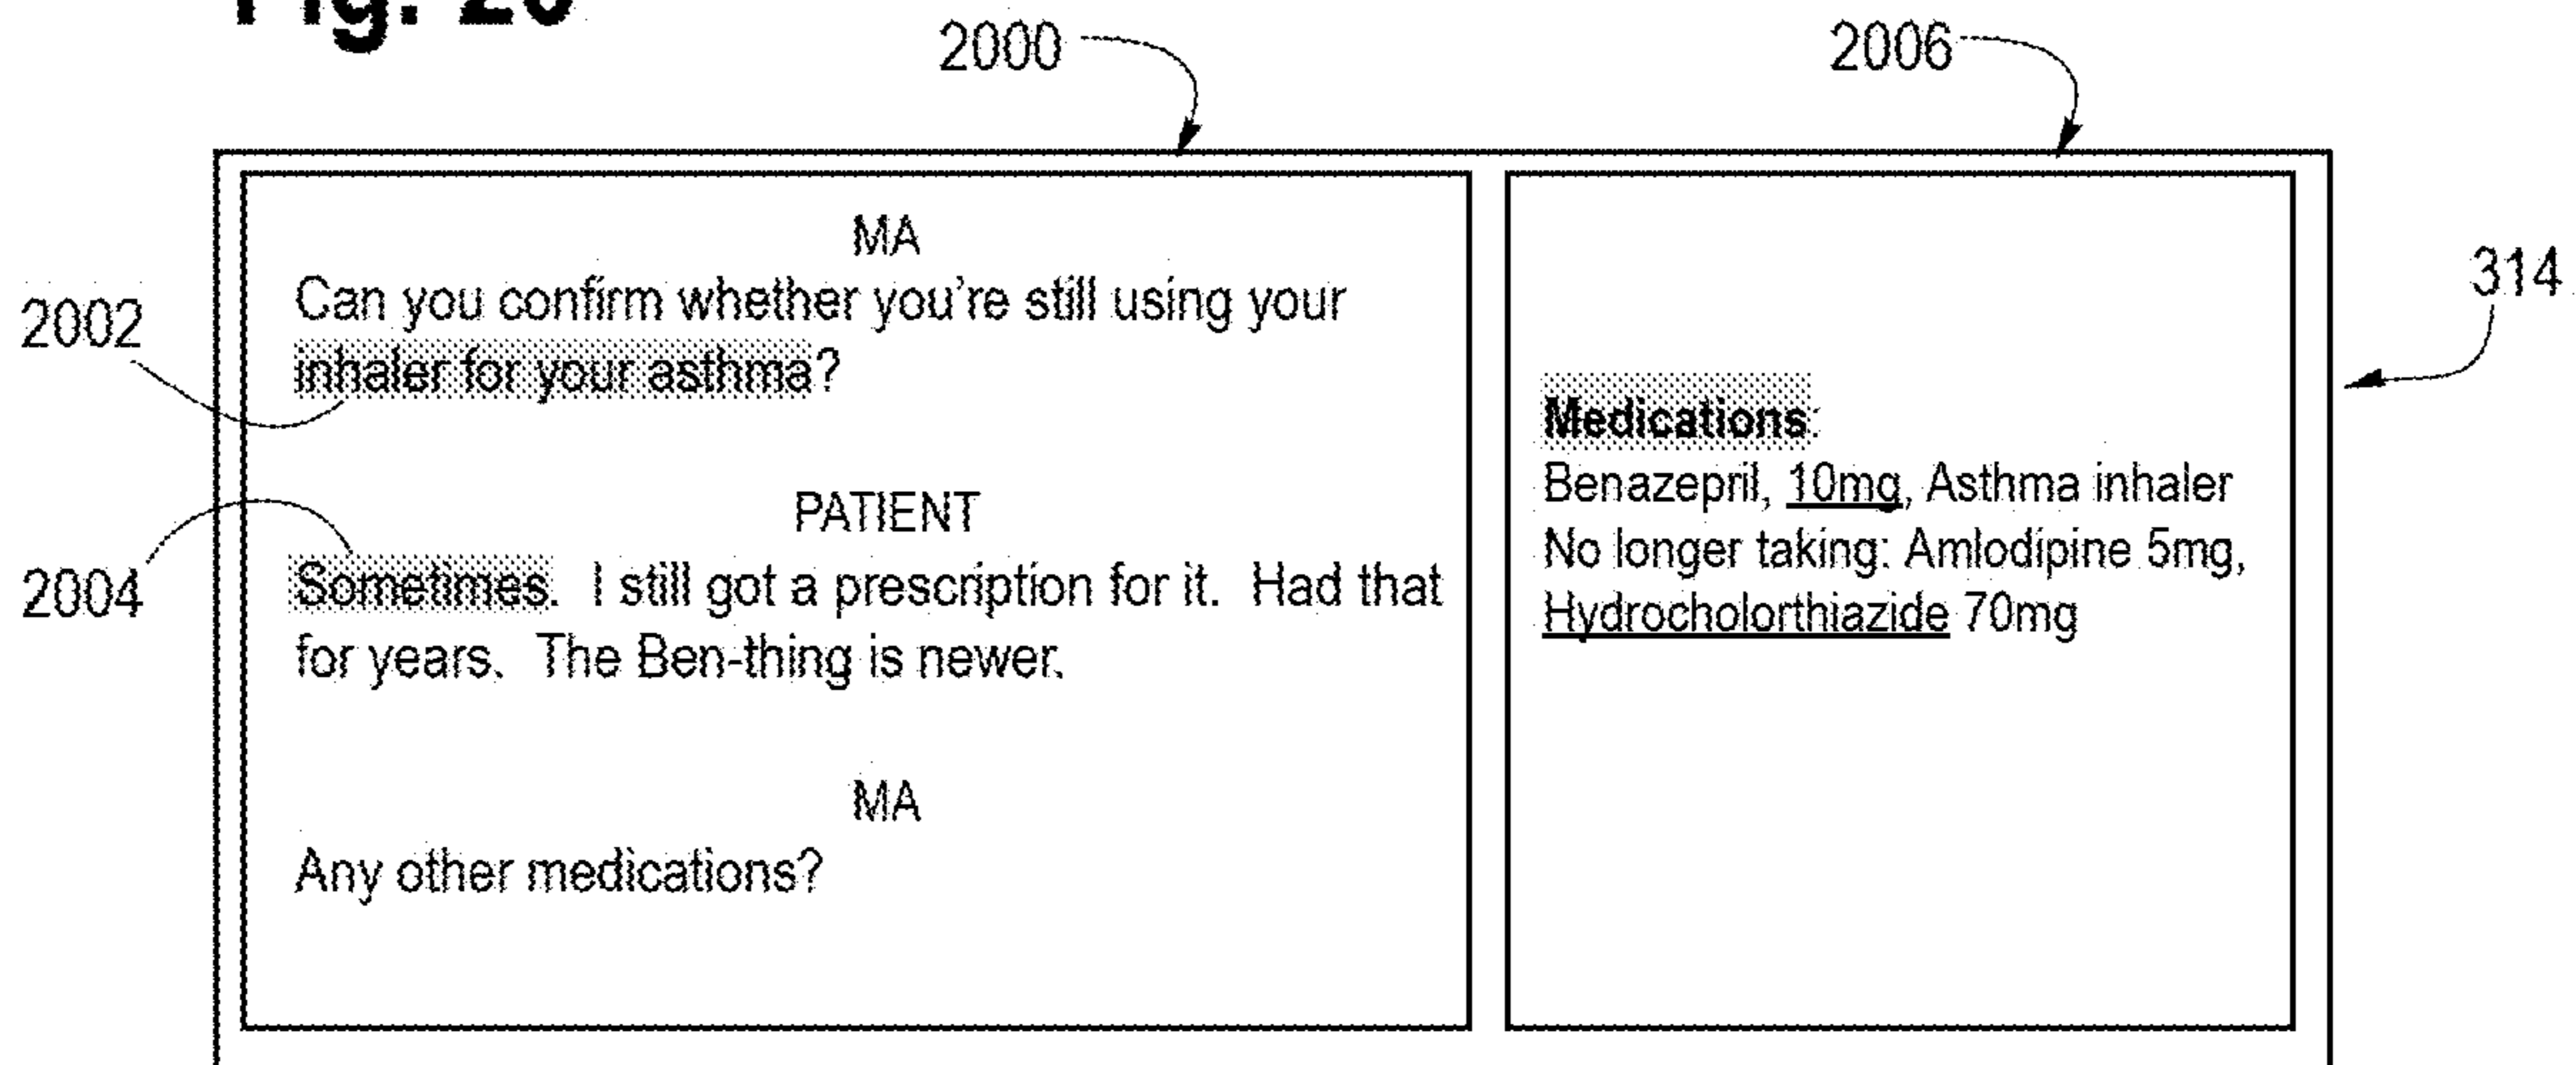 Fig. 20
2000
2006
314
2002
2004
MA
Can you confirm whether you're still using your
inhaler for your asthma?
PATIENT
Sometimes. I still got a prescription for it. Had that
for years. The Ben-thing is newer.
MA
Any other medications?
Medications:
Benazepril, 10mg, Asthma inhaler
No longer taking: Amlodipine 5mg,
Hydrocholorthiazide 70mg